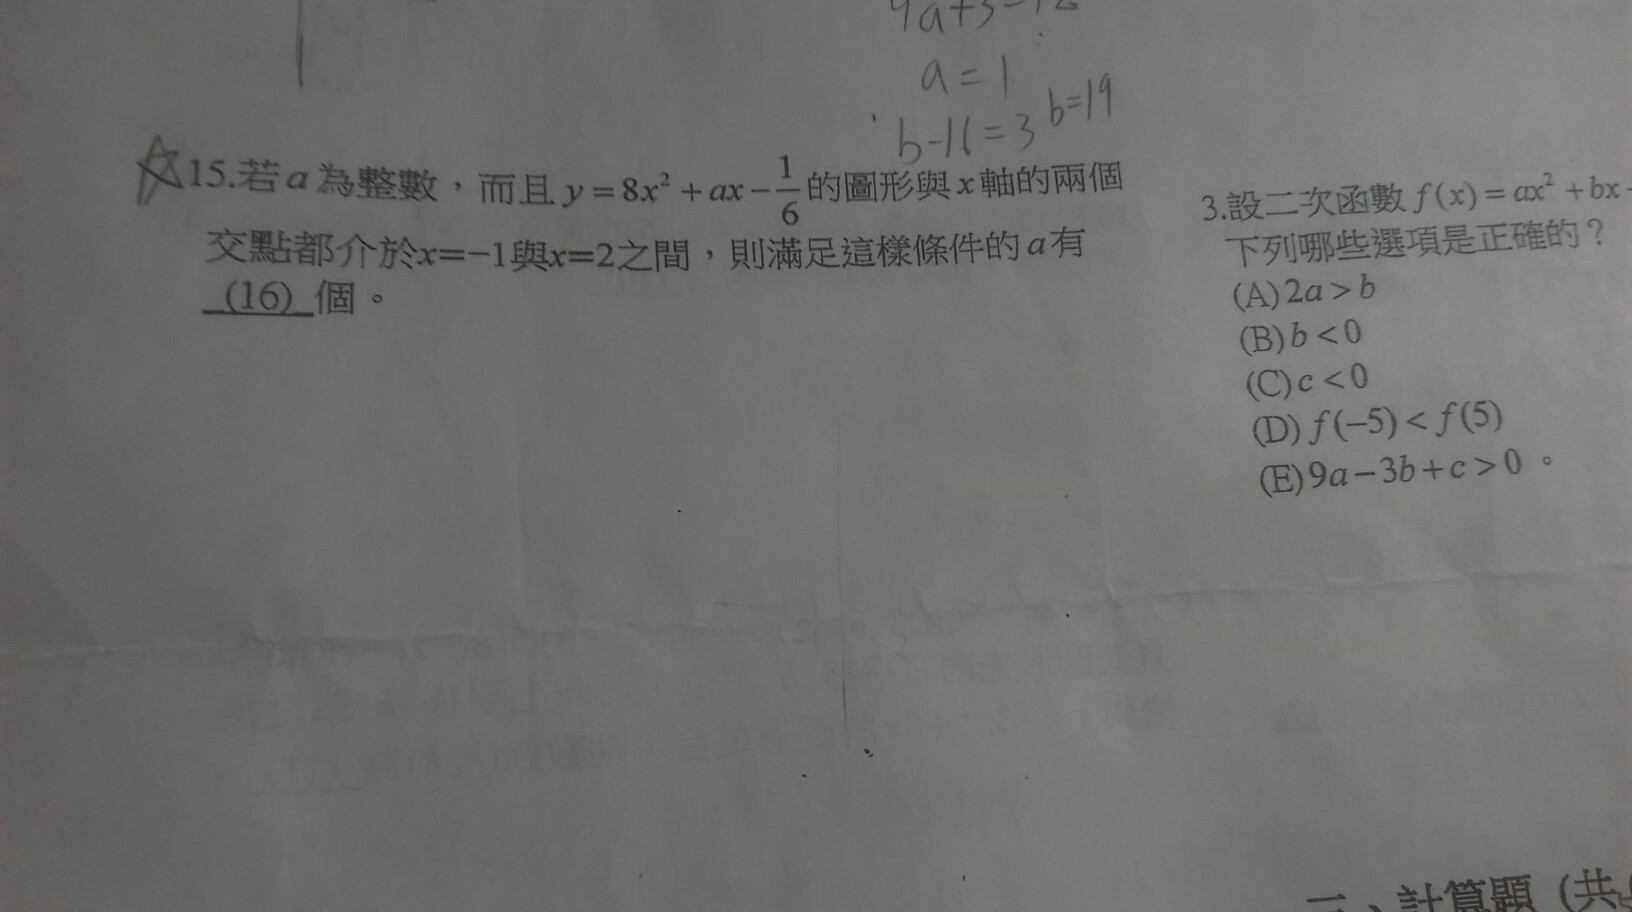 a=1
b-16=3 b=19
15.若a為整數，而且y=8x²+ax-1/6的圖形與x軸的兩個
交點都介於x=-1與x=2之間，則滿足這樣條件的a有
(16) 個。
3.設二次函數f(x)=ax²+bx
下列哪些選項是正確的？
(A)2a>b
(B)b<0
(C)c<0
(D)f(-5)<f(5)
(E)9a-3b+c>0。
二、計算題（共